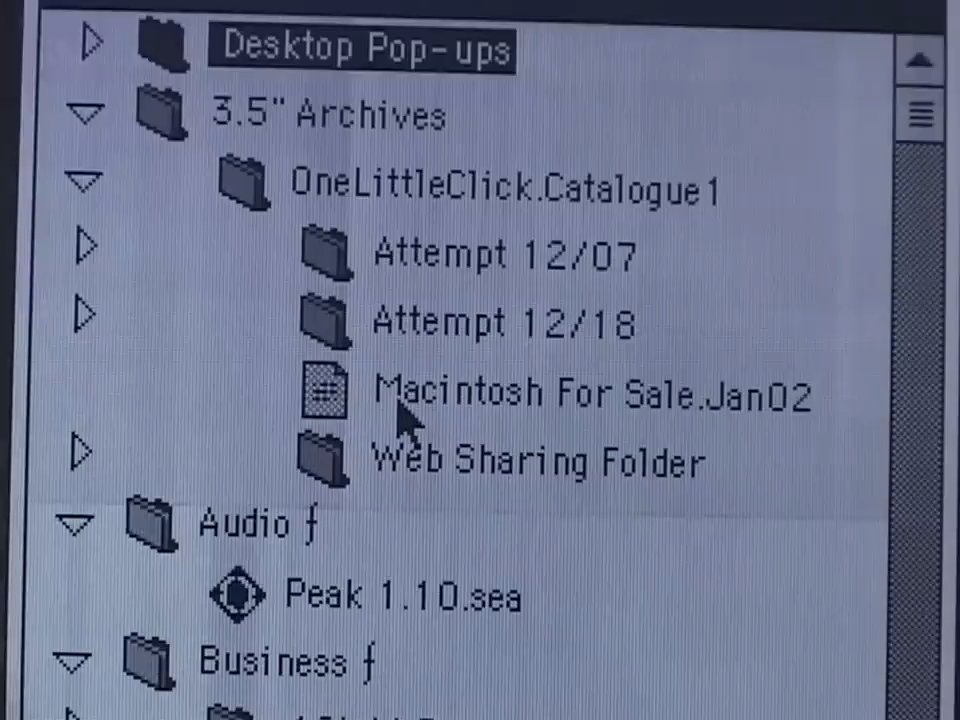 Desktop Pop-ups
3.5" Archives
OneLittleClick.Catalogue1
Attempt 12/07
Attempt 12/18
Macintosh For Sale.Jan02
Web Sharing Folder
Audio ƒ
Peak 1.10.sea
Business ƒ